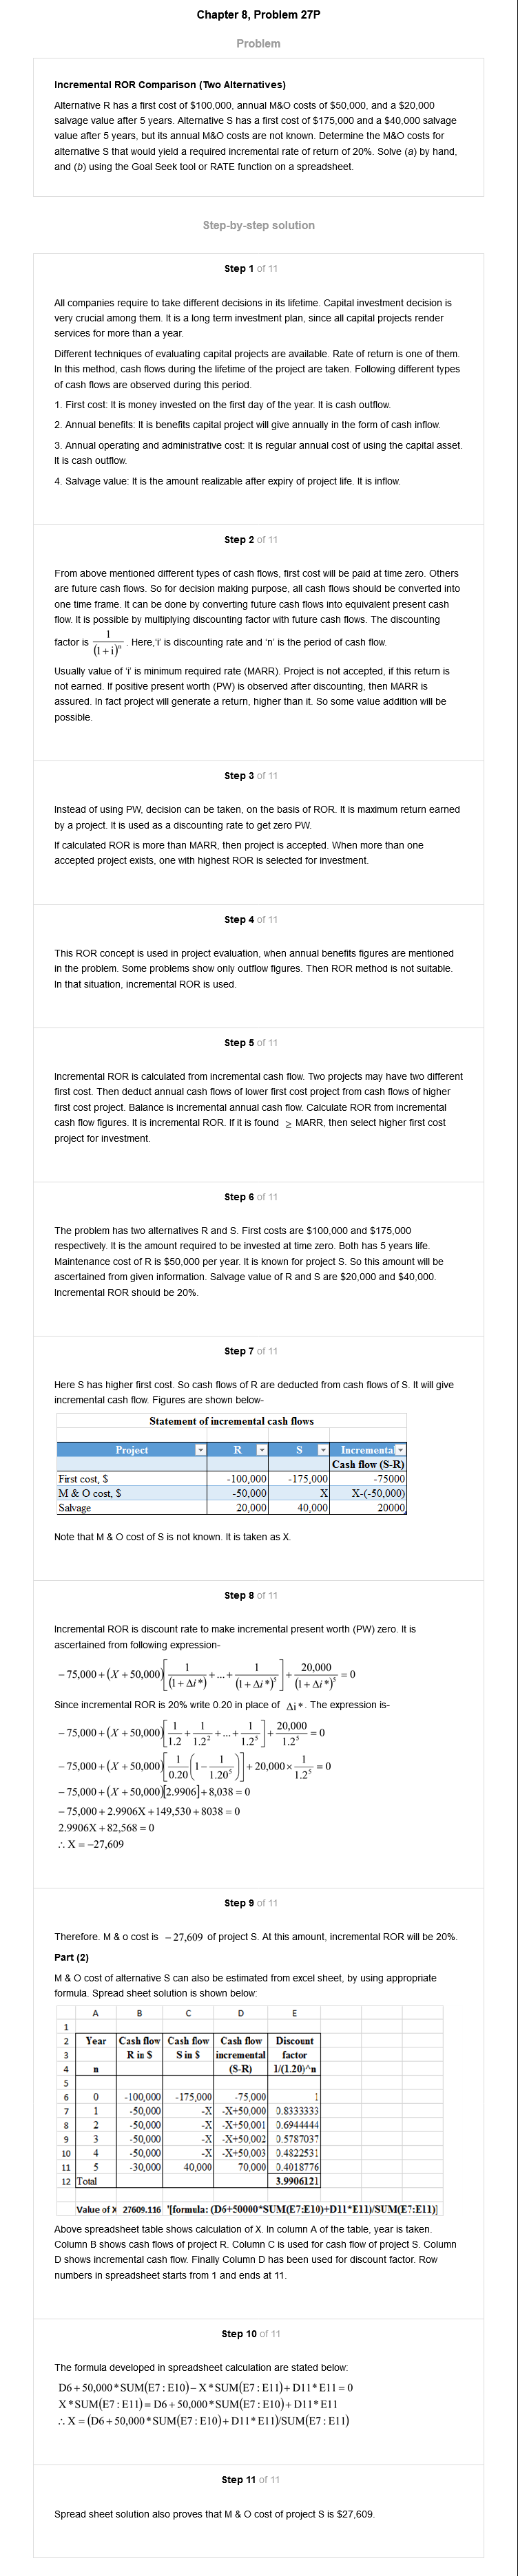 Chapter 8, Problem 27P
Problem
Incremental ROR Comparison (Two Alternatives)
Alternative R has a first cost of $100,000, annual M&O costs of $50,000, and a $20,000
salvage value after 5 years. Alternative S has a first cost of $175,000 and a $40,000 salvage
value after 5 years, but its annual M&O costs are not known. Determine the M&O costs for
alternative S that would yield a required incremental rate of return of 20%. Solve (a) by hand,
and (b) using the Goal Seek tool or RATE function on a spreadsheet.
Step-by-step solution
Step 1 of 11
All companies require to take different decisions in its lifetime. Capital investment decision is
very crucial among them. It is a long term investment plan, since all capital projects render
services for more than a year.
Different techniques of evaluating capital projects are available. Rate of return is one of them.
In this method, cash flows during the lifetime of the project are taken. Following different types
of cash flows are observed during this period.
1. First cost: It is money invested on the first day of the year. It is cash outflow.
2. Annual benefits: It is benefits capital project will give annually in the form of cash inflow.
3. Annual operating and administrative cost: It is regular annual cost of using the capital asset.
It is cash outflow.
4. Salvage value: It is the amount realizable after expiry of project life. It is inflow.
Step 2 of 11
From above mentioned different types of cash flows, first cost will be paid at time zero. Others
are future cash flows. So for decision making purpose, all cash flows should be converted into
one time frame. It can be done by converting future cash flows into equivalent present cash
flow. It is possible by multiplying discounting factor with future cash flows. The discounting
factor is 1/(1+i)^n . Here,'i' is discounting rate and 'n' is the period of cash flow.
Usually value of 'i' is minimum required rate (MARR). Project is not accepted, if this return is
not earned. If positive present worth (PW) is observed after discounting, then MARR is
assured. In fact project will generate a return, higher than it. So some value addition will be
possible.
Step 3 of 11
Instead of using PW, decision can be taken, on the basis of ROR. It is maximum return earned
by a project. It is used as a discounting rate to get zero PW.
If calculated ROR is more than MARR, then project is accepted. When more than one
accepted project exists, one with highest ROR is selected for investment.
Step 4 of 11
This ROR concept is used in project evaluation, when annual benefits figures are mentioned
in the problem. Some problems show only outflow figures. Then ROR method is not suitable.
In that situation, incremental ROR is used.
Step 5 of 11
Incremental ROR is calculated from incremental cash flow. Two projects may have two different
first cost. Then deduct annual cash flows of lower first cost project from cash flows of higher
first cost project. Balance is incremental annual cash flow. Calculate ROR from incremental
cash flow figures. It is incremental ROR. If it is found ≥ MARR, then select higher first cost
project for investment.
Step 6 of 11
The problem has two alternatives R and S. First costs are $100,000 and $175,000
respectively. It is the amount required to be invested at time zero. Both has 5 years life.
Maintenance cost of R is $50,000 per year. It is known for project S. So this amount will be
ascertained from given information. Salvage value of R and S are $20,000 and $40,000.
Incremental ROR should be 20%.
Step 7 of 11
Here S has higher first cost. So cash flows of R are deducted from cash flows of S. It will give
incremental cash flow. Figures are shown below-
Statement of incremental cash flows
Project R S Incremental
Cash flow (S-R)
First cost, $ -100,000 -175,000 -75000
M & O cost, $ -50,000 X X-(-50,000)
Salvage 20,000 40,000 20000
Note that M & O cost of S is not known. It is taken as X.
Step 8 of 11
Incremental ROR is discount rate to make incremental present worth (PW) zero. It is
ascertained from following expression-
−75,000+(X+50,000)[1/(1+Δi*)+...+1/(1+Δi*)^5]+20,000/(1+Δi*)^5=0
Since incremental ROR is 20% write 0.20 in place of Δi*. The expression is-
−75,000+(X+50,000)[1/1.2+1/1.2²+...+1/1.2⁵]+20,000/1.2⁵=0
−75,000+(X+50,000)[1/0.20(1−1/1.20⁵)]+20,000×1/1.2⁵=0
−75,000+(X+50,000)[2.9906]+8,038=0
−75,000+2.9906X+149,530+8038=0
2.9906X+82,568=0
∴ X=−27,609
Step 9 of 11
Therefore. M & o cost is −27,609 of project S. At this amount, incremental ROR will be 20%.
Part (2)
M & O cost of alternative S can also be estimated from excel sheet, by using appropriate
formula. Spread sheet solution is shown below:
A B C D E
1
2 Year Cash flow Cash flow Cash flow Discount
3 R in $ S in $ incremental factor
4 n (S-R) 1/(1.20)^n
5
6 0 -100,000 -175,000 -75,000 1
7 1 -50,000 -X -X+50,000 0.8333333
8 2 -50,000 -X -X+50,001 0.6944444
9 3 -50,000 -X -X+50,002 0.5787037
10 4 -50,000 -X -X+50,003 0.4822531
11 5 -30,000 40,000 70,000 0.4018776
12 Total 3.9906121
Value of X 27609.116 '[formula: (D6+50000*SUM(E7:E10)+D11*E11)/SUM(E7:E11)]
Above spreadsheet table shows calculation of X. In column A of the table, year is taken.
Column B shows cash flows of project R. Column C is used for cash flow of project S. Column
D shows incremental cash flow. Finally Column D has been used for discount factor. Row
numbers in spreadsheet starts from 1 and ends at 11.
Step 10 of 11
The formula developed in spreadsheet calculation are stated below:
D6+50,000*SUM(E7:E10)−X*SUM(E7:E11)+D11*E11=0
X*SUM(E7:E11)=D6+50,000*SUM(E7:E10)+D11*E11
∴ X=(D6+50,000*SUM(E7:E10)+D11*E11)/SUM(E7:E11)
Step 11 of 11
Spread sheet solution also proves that M & O cost of project S is $27,609.